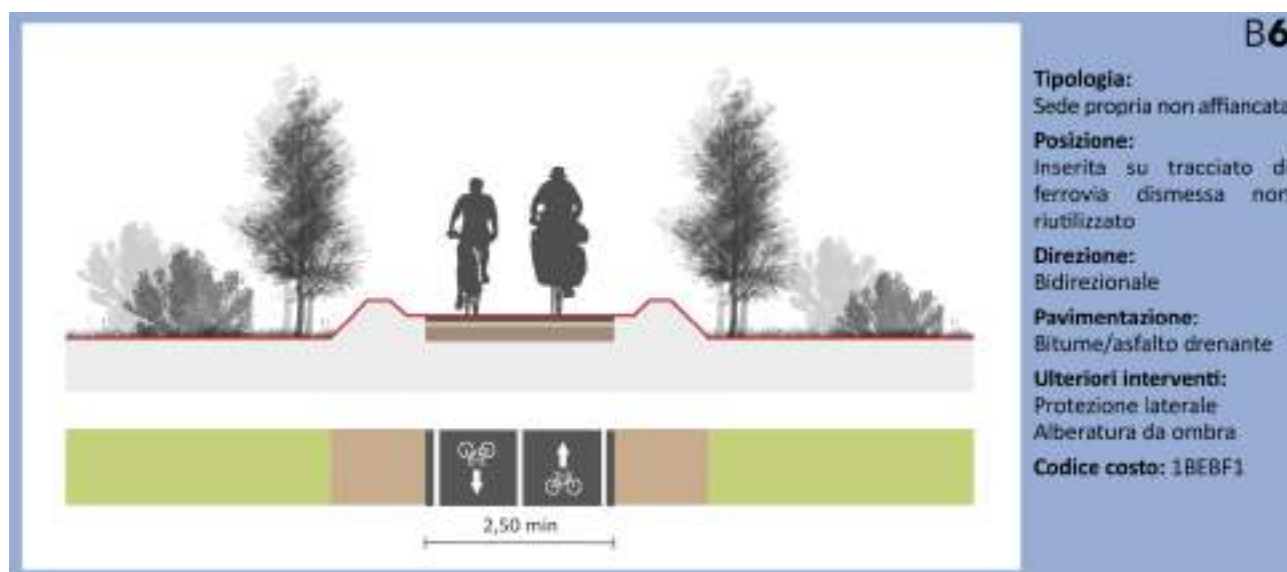 B6
Tipologia:
Sede propria non affiancata
Posizione:
Inserita su tracciato di
ferrovia dismessa non
riutilizzato
Direzione:
Bidirezionale
Pavimentazione:
Bitume/asfalto drenante
Ulteriori interventi:
Protezione laterale
Alberatura da ombra
Codice costo: 1BEBF1
2,50 min